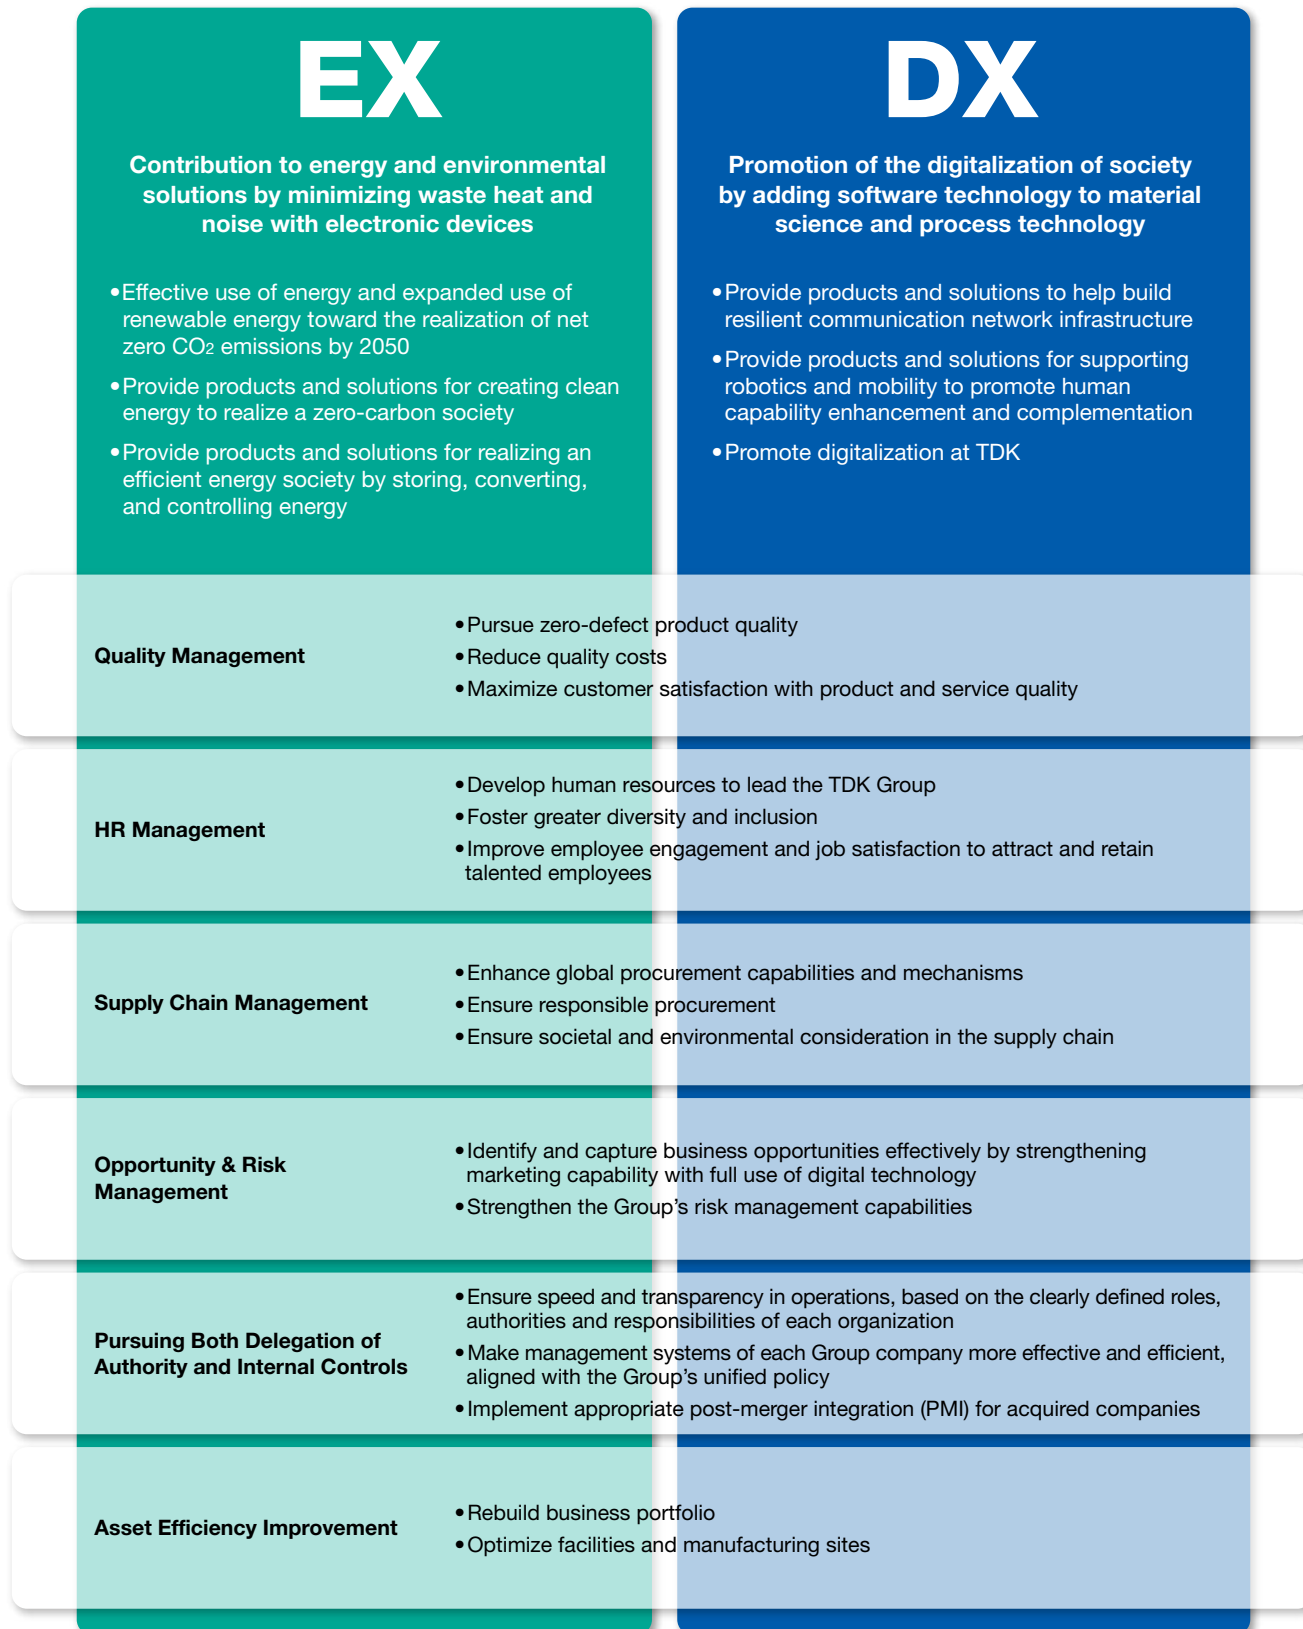 EX
Contribution to energy and environmental
solutions by minimizing waste heat and
noise with electronic devices
•Effective use of energy and expanded use of
renewable energy toward the realization of net
zero CO2 emissions by 2050
•Provide products and solutions for creating clean
energy to realize a zero-carbon society
•Provide products and solutions for realizing an
efficient energy society by storing, converting,
and controlling energy
DX
Promotion of the digitalization of society
by adding software technology to material
science and process technology
•Provide products and solutions to help build
resilient communication network infrastructure
•Provide products and solutions for supporting
robotics and mobility to promote human
capability enhancement and complementation
•Promote digitalization at TDK
Quality Management
•Pursue zero-defect product quality
•Reduce quality costs
•Maximize customer satisfaction with product and service quality
HR Management
•Develop human resources to lead the TDK Group
•Foster greater diversity and inclusion
•Improve employee engagement and job satisfaction to attract and retain
talented employees
Supply Chain Management
•Enhance global procurement capabilities and mechanisms
•Ensure responsible procurement
•Ensure societal and environmental consideration in the supply chain
Opportunity & Risk
Management
•Identify and capture business opportunities effectively by strengthening
marketing capability with full use of digital technology
•Strengthen the Group’s risk management capabilities
Pursuing Both Delegation of
Authority and Internal Controls
•Ensure speed and transparency in operations, based on the clearly defined roles,
authorities and responsibilities of each organization
•Make management systems of each Group company more effective and efficient,
aligned with the Group’s unified policy
•Implement appropriate post-merger integration (PMI) for acquired companies
Asset Efficiency Improvement
•Rebuild business portfolio
•Optimize facilities and manufacturing sites